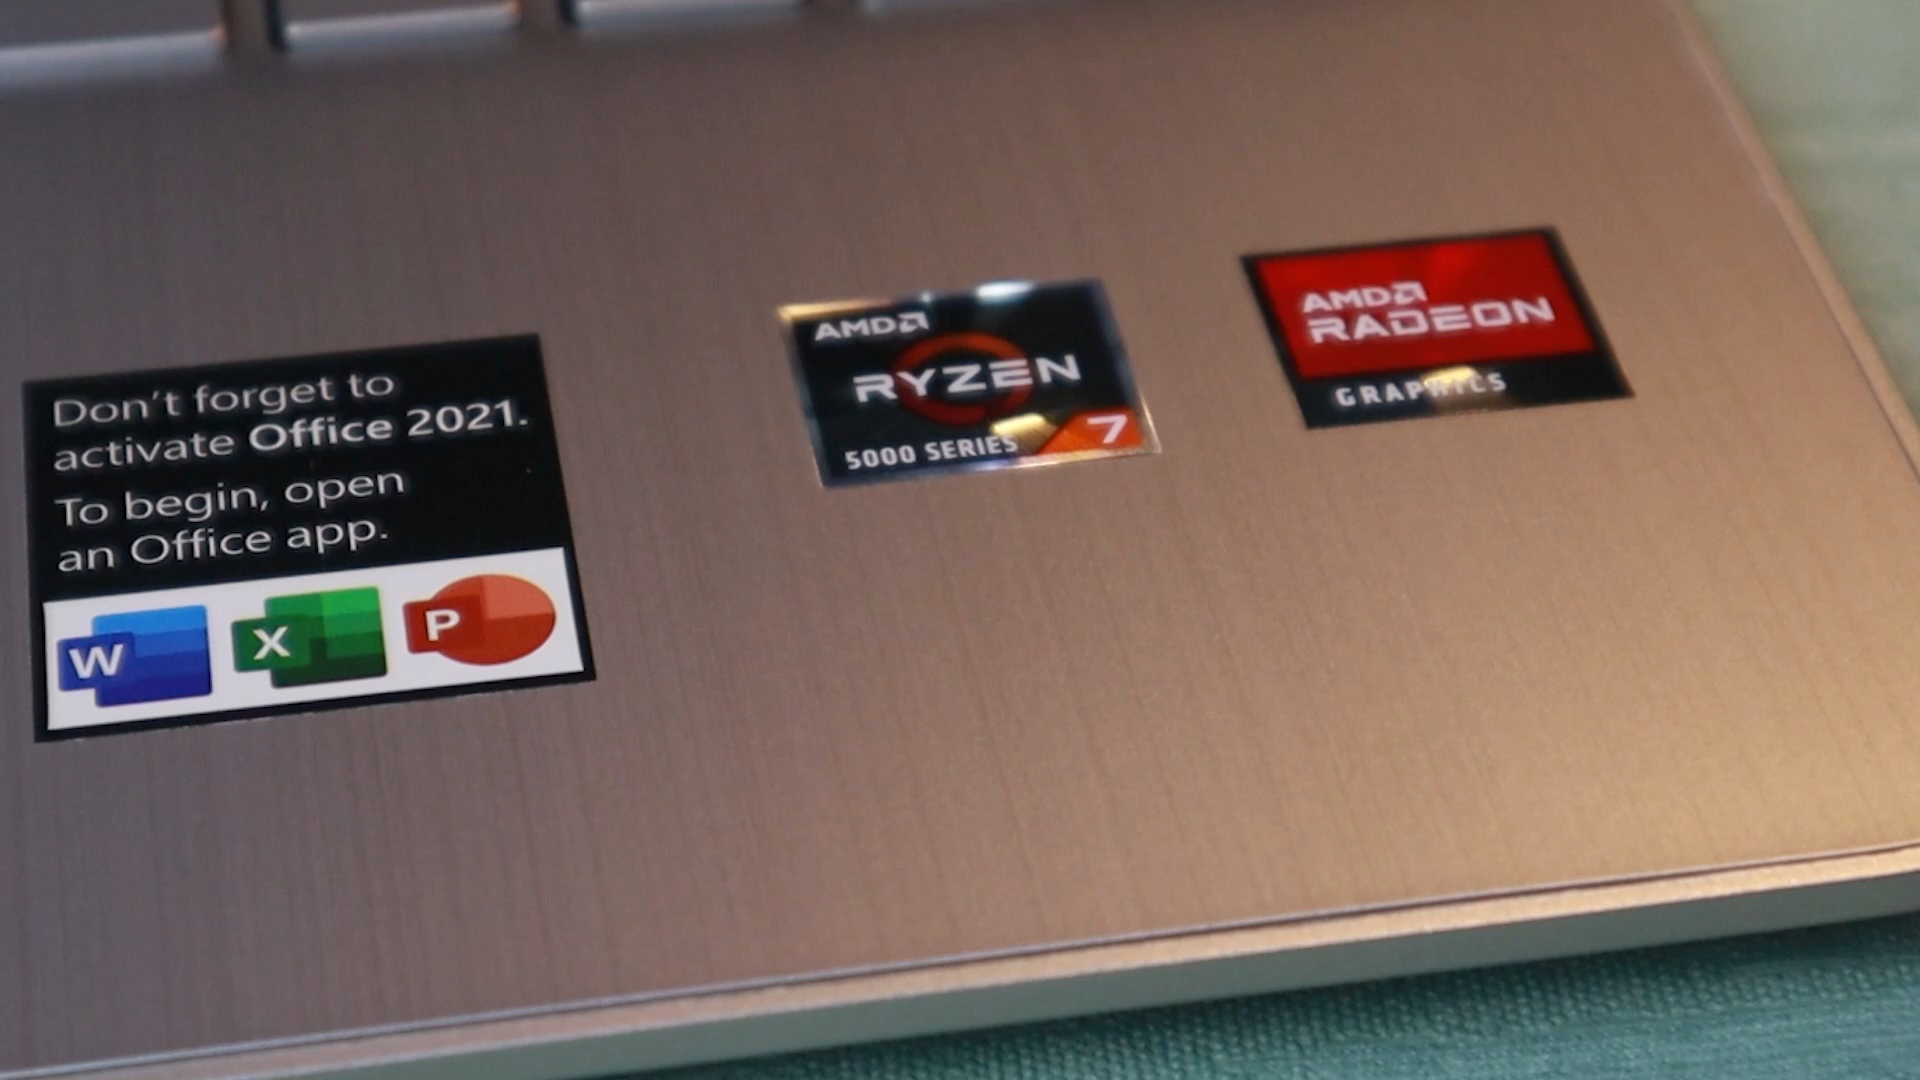 Don't forget to
activate Office 2021.
To begin, open
an Office app.
W X P
AMD
RYZEN
5000 SERIES 7
AMD
RADEON
GRAPHICS